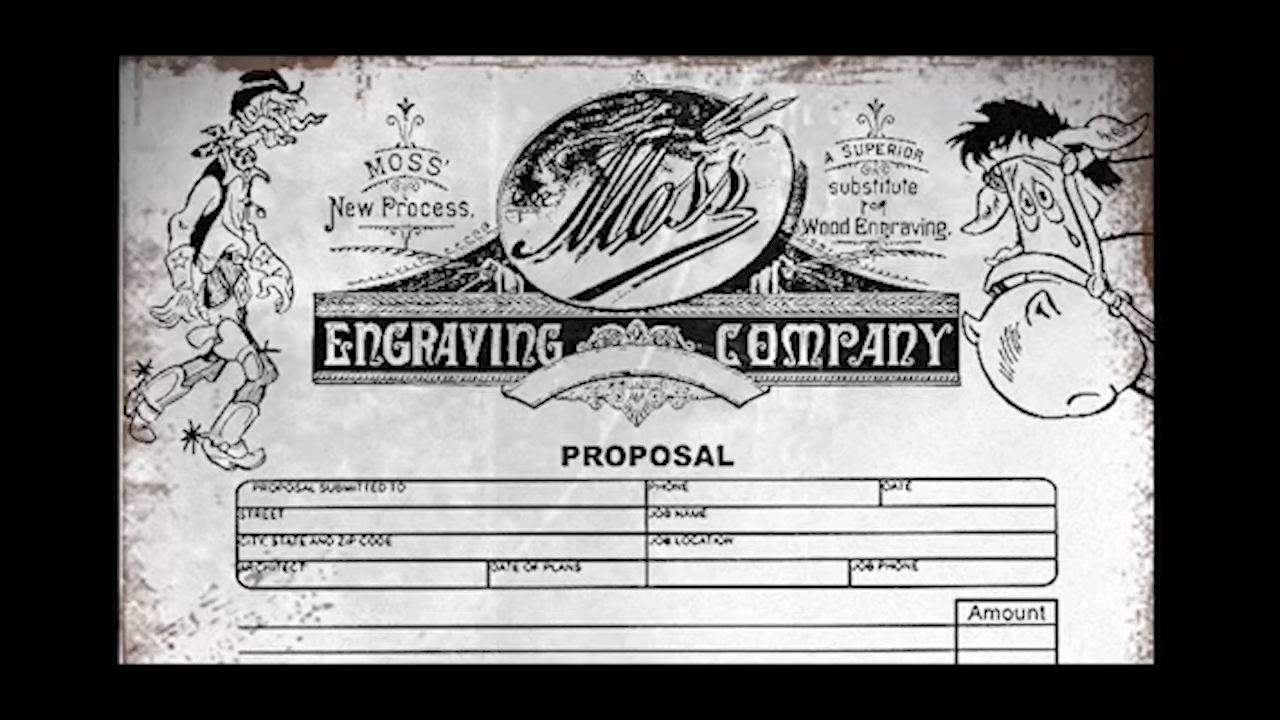 Moss
MOSS'
New Process.
A SUPERIOR
substitute
FOR
Wood Engraving.
ENGRAVING COMPANY
PROPOSAL
PROPOSAL SUBMITTED TO PHONE DATE
STREET JOB NAME
CITY, STATE AND ZIP CODE JOB LOCATION
ARCHITECT DATE OF PLANS JOB PHONE
Amount